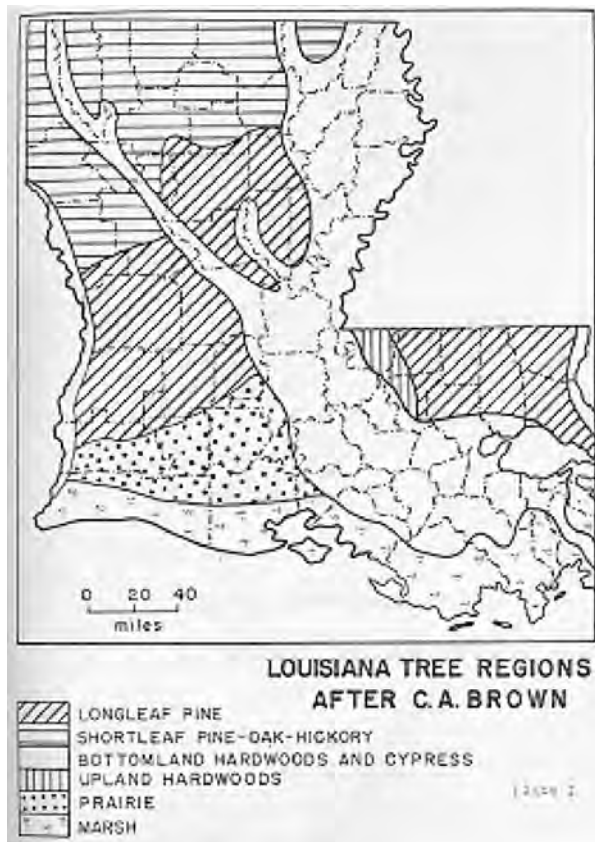 0 20 40
miles
LOUISIANA TREE REGIONS
AFTER C.A. BROWN
LONGLEAF PINE
SHORTLEAF PINE-OAK-HICKORY
BOTTOMLAND HARDWOODS AND CYPRESS
UPLAND HARDWOODS
PRAIRIE
MARSH